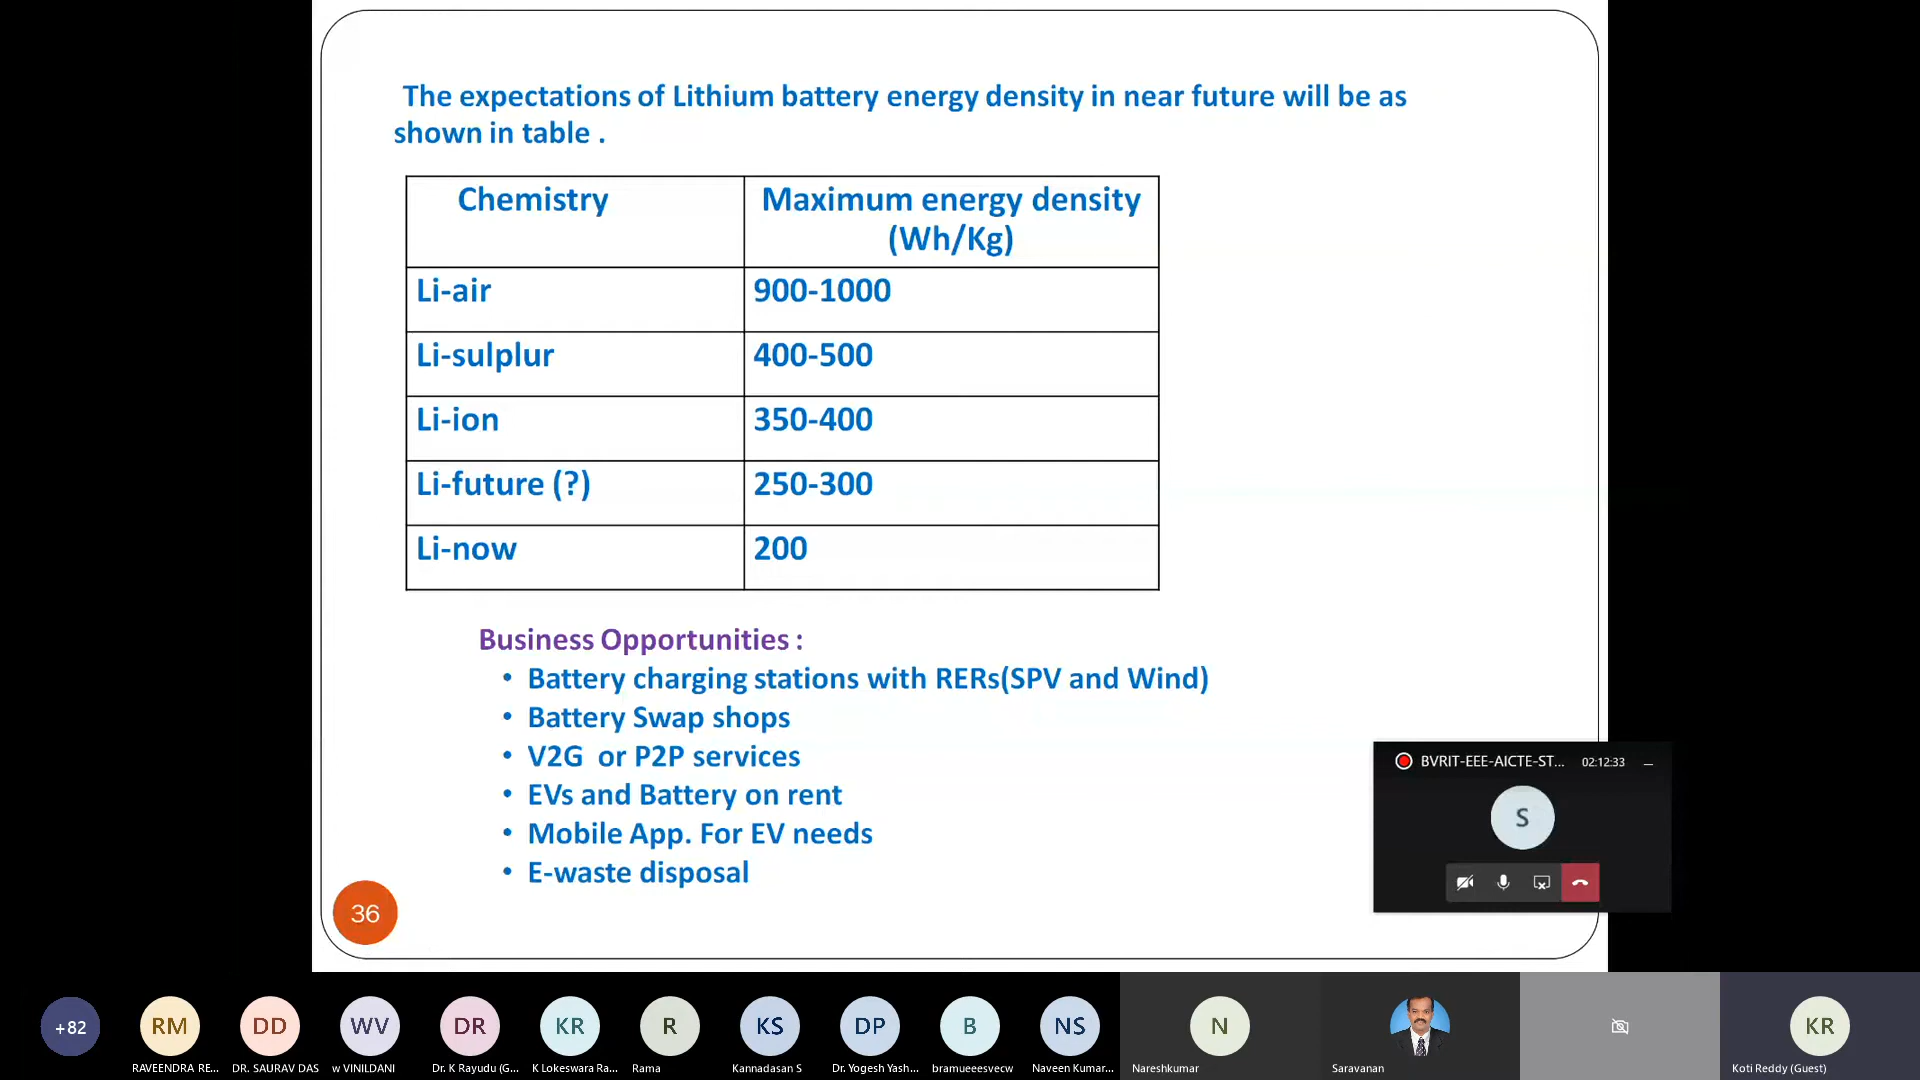 The expectations of Lithium battery energy density in near future will be as
shown in table .
Chemistry
Maximum energy density
(Wh/Kg)
Li-air 900-1000
Li-sulplur 400-500
Li-ion 350-400
Li-future (?) 250-300
Li-now 200
Business Opportunities :
• Battery charging stations with RERs(SPV and Wind)
• Battery Swap shops
• V2G or P2P services
• EVs and Battery on rent
• Mobile App. For EV needs
• E-waste disposal
36
BVRIT-EEE-AICTE-ST... 02:12:33
S
+82 RM DD WV DR KR R KS DP B NS N KR
RAVEENDRA RE... DR. SAURAV DAS w VINILDANI Dr. K Rayudu (G... K Lokeswara Ra... Rama Kannadasan S Dr. Yogesh Yash... bramueeesvecw Naveen Kumar... Nareshkumar Saravanan Koti Reddy (Guest)